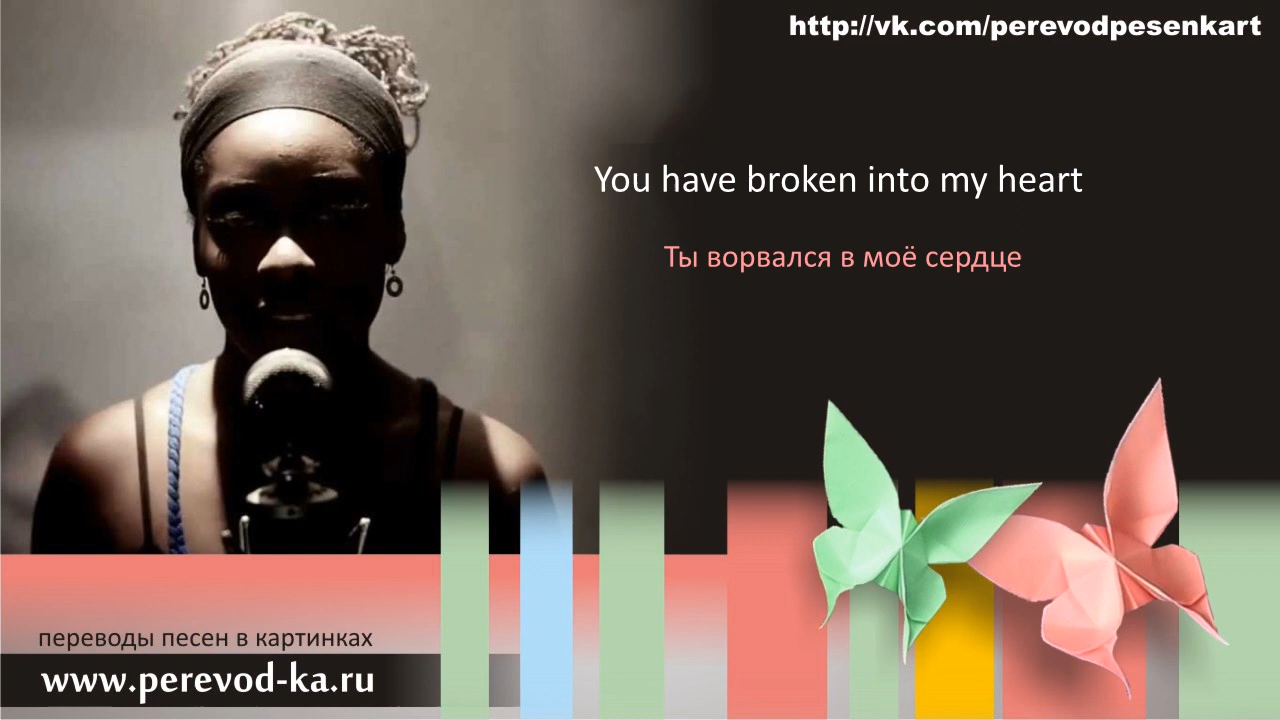 http://vk.com/perevodpesenkart
You have broken into my heart
Ты ворвался в моё сердце
переводы песен в картинках
www.perevod-ka.ru